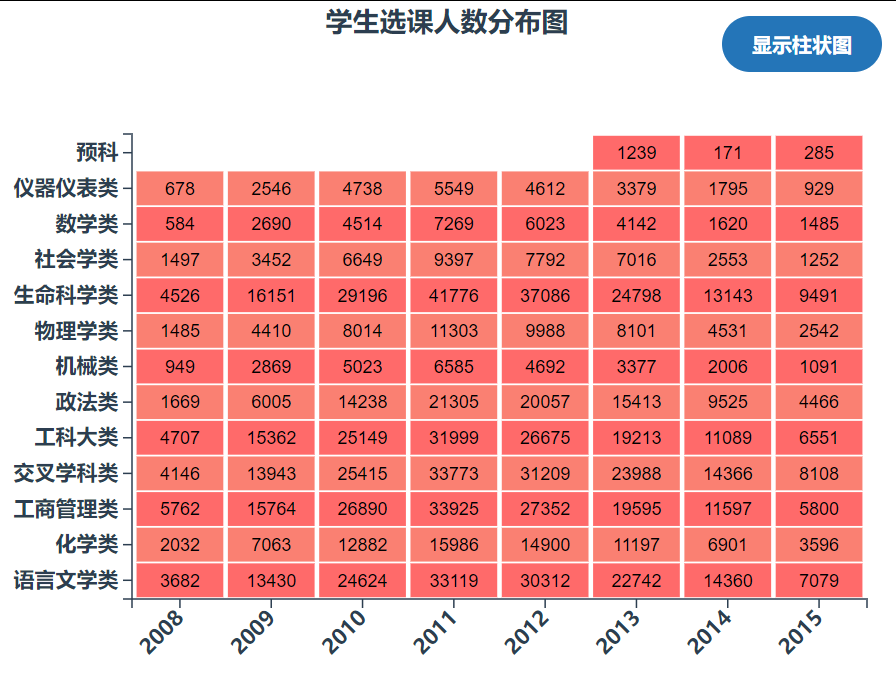 学生选课人数分布图
显示柱状图
预科 1239 171 285
仪器仪表类 678 2546 4738 5549 4612 3379 1795 929
数学类 584 2690 4514 7269 6023 4142 1620 1485
社会学类 1497 3452 6649 9397 7792 7016 2553 1252
生命科学类 4526 16151 29196 41776 37086 24798 13143 9491
物理学类 1485 4410 8014 11303 9988 8101 4531 2542
机械类 949 2869 5023 6585 4692 3377 2006 1091
政法类 1669 6005 14238 21305 20057 15413 9525 4466
工科大类 4707 15362 25149 31999 26675 19213 11089 6551
交叉学科类 4146 13943 25415 33773 31209 23988 14366 8108
工商管理类 5762 15764 26890 33925 27352 19595 11597 5800
化学类 2032 7063 12882 15986 14900 11197 6901 3596
语言文学类 3682 13430 24624 33119 30312 22742 14360 7079
2008 2009 2010 2011 2012 2013 2014 2015